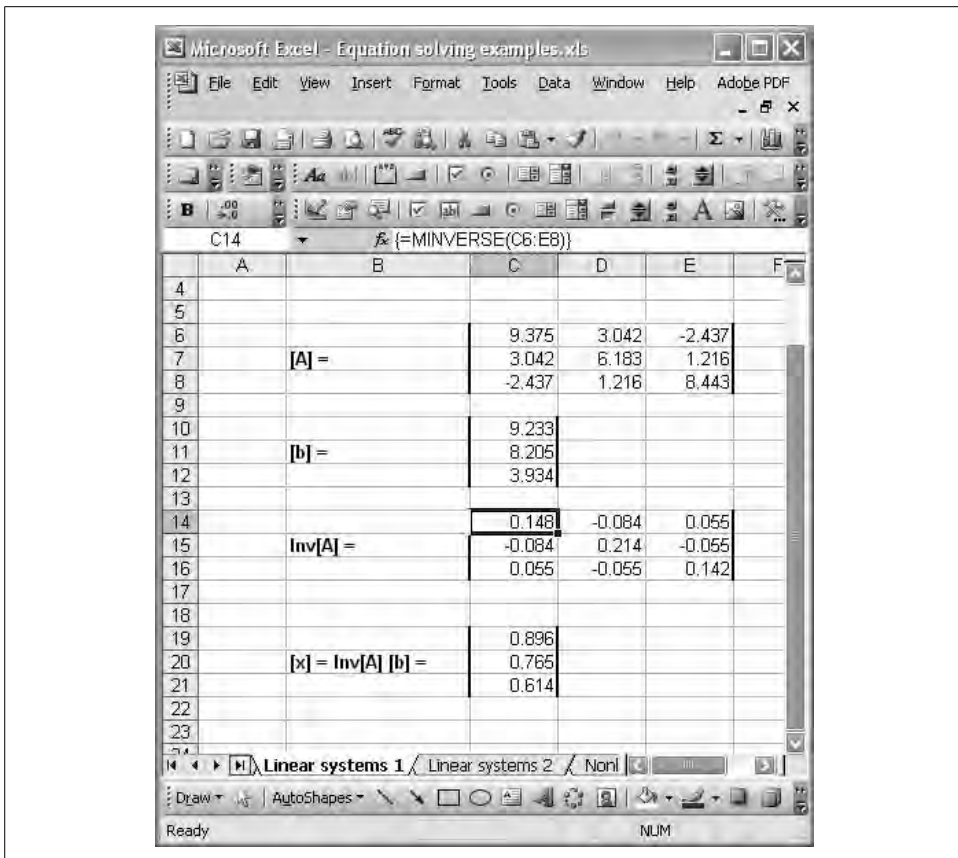 Microsoft Excel - Equation solving examples.xls
File Edit View Insert Format Tools Data Window Help Adobe PDF
C14 fx {=MINVERSE(C6:E8)}
A B C D E F
4
5
6 9.375 3.042 -2.437
7 [A] = 3.042 6.183 1.216
8 -2.437 1.216 8.443
9
10 9.233
11 [b] = 8.205
12 3.934
13
14 0.148 -0.084 0.055
15 Inv[A] = -0.084 0.214 -0.055
16 0.055 -0.055 0.142
17
18
19 0.896
20 [x] = Inv[A] [b] = 0.765
21 0.614
22
23
24
Linear systems 1 Linear systems 2 Nonl
Draw AutoShapes
Ready NUM